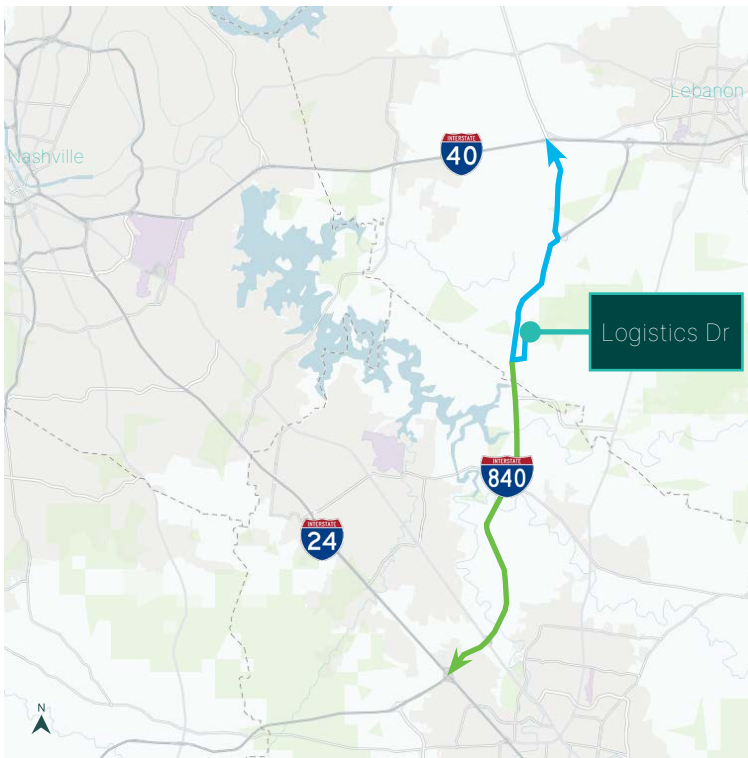 Lebanon
INTERSTATE
40
Nashville
Logistics Dr
INTERSTATE
840
INTERSTATE
24
N